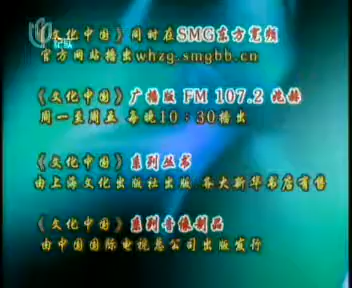 纪实
《文化中国》同时在SMG东方宽频
官方网站播出whzg.smgbb.cn
《文化中国》广播版 FM 107.2
周一至周五 每晚10:30播出
《文化中国》系列丛书
由上海文化出版社出版 各大新华书店有售
《文化中国》系列音像制品
由中国国际电视总公司出版发行